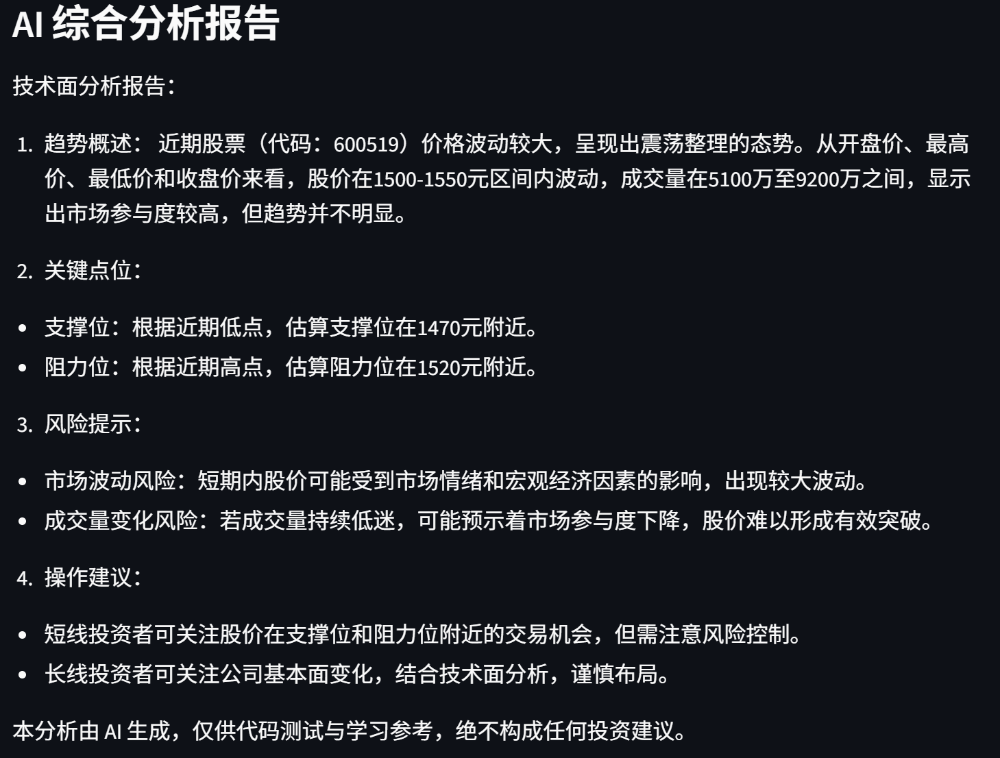 AI 综合分析报告
技术面分析报告：
1. 趋势概述： 近期股票（代码：600519）价格波动较大，呈现出震荡整理的态势。从开盘价、最高
价、最低价和收盘价来看，股价在1500-1550元区间内波动，成交量在5100万至9200万之间，显示
出市场参与度较高，但趋势并不明显。
2. 关键点位：
• 支撑位：根据近期低点，估算支撑位在1470元附近。
• 阻力位：根据近期高点，估算阻力位在1520元附近。
3. 风险提示：
• 市场波动风险：短期内股价可能受到市场情绪和宏观经济因素的影响，出现较大波动。
• 成交量变化风险：若成交量持续低迷，可能预示着市场参与度下降，股价难以形成有效突破。
4. 操作建议：
• 短线投资者可关注股价在支撑位和阻力位附近的交易机会，但需注意风险控制。
• 长线投资者可关注公司基本面变化，结合技术面分析，谨慎布局。
本分析由 AI 生成，仅供代码测试与学习参考，绝不构成任何投资建议。